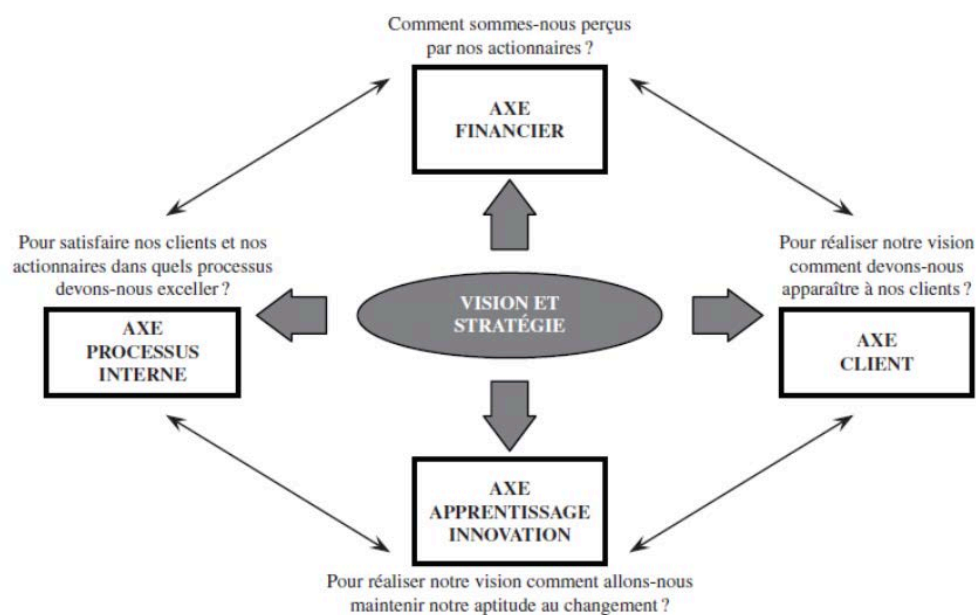 Comment sommes-nous perçus
par nos actionnaires ?
AXE
FINANCIER
Pour satisfaire nos clients et nos
actionnaires dans quels processus
devons-nous exceller ?
AXE
PROCESSUS
INTERNE
VISION ET
STRATÉGIE
Pour réaliser notre vision
comment devons-nous
apparaître à nos clients ?
AXE
CLIENT
AXE
APPRENTISSAGE
INNOVATION
Pour réaliser notre vision comment allons-nous
maintenir notre aptitude au changement ?